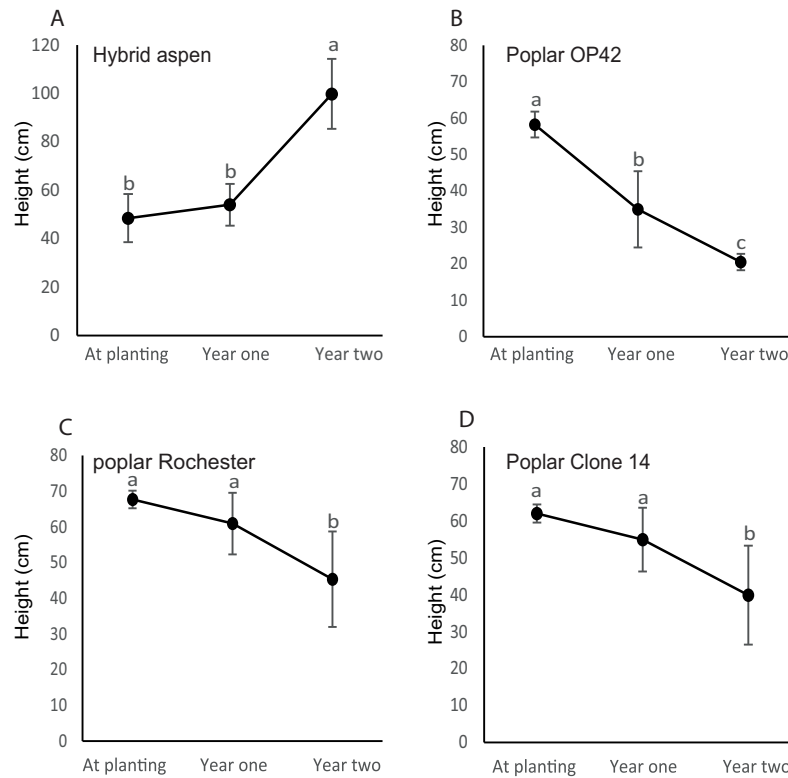 A
Hybrid aspen
Height (cm)
120
100
80
60
40
20
0
b
b
a
At planting Year one Year two
B
Poplar OP42
Height (cm)
80
70
60
50
40
30
20
10
0
a
b
c
At planting Year one Year two
C
poplar Rochester
Height (cm)
80
70
60
50
40
30
20
10
0
a
a
b
At planting Year one Year two
D
Poplar Clone 14
Height (cm)
80
70
60
50
40
30
20
10
0
a
a
b
At planting Year one Year two